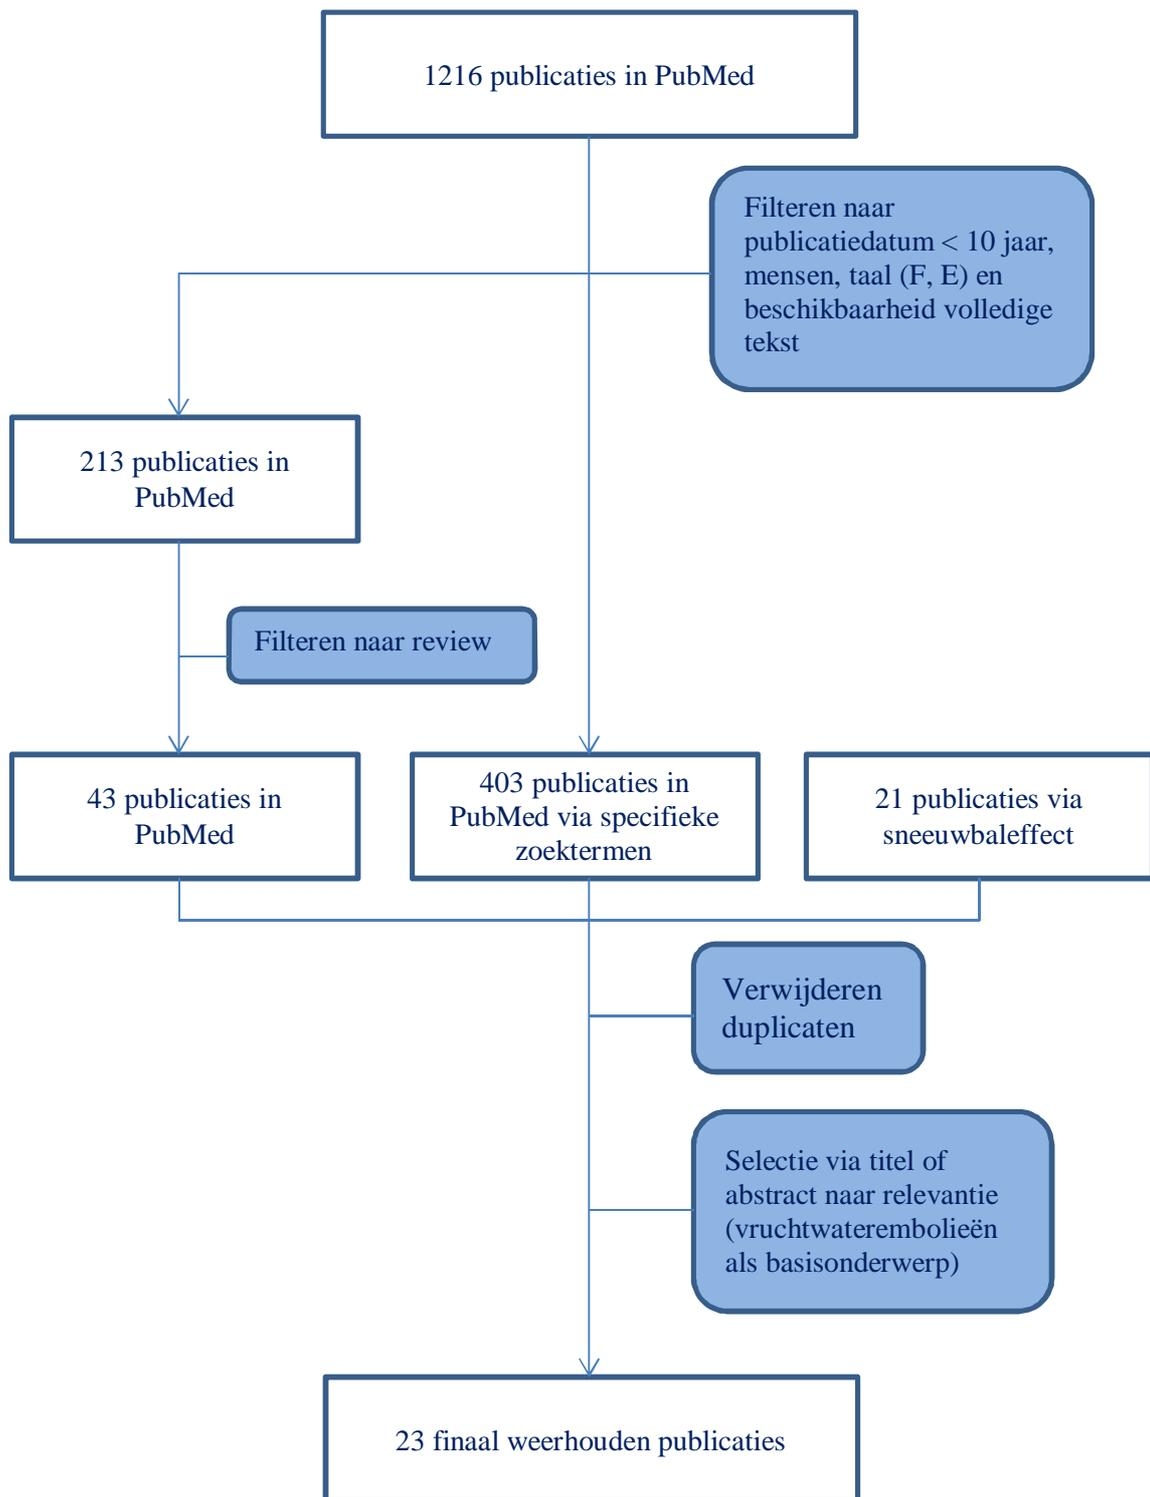 1216 publicaties in PubMed
Filteren naar
publicatiedatum < 10 jaar,
mensen, taal (F, E) en
beschikbaarheid volledige
tekst
213 publicaties in
PubMed
Filteren naar review
43 publicaties in
PubMed
403 publicaties in
PubMed via specifieke
zoektermen
21 publicaties via
sneeuwbaleffect
Verwijderen
duplicaten
Selectie via titel of
abstract naar relevantie
(vruchtwaterembolieën
als basisonderwerp)
23 finaal weerhouden publicaties